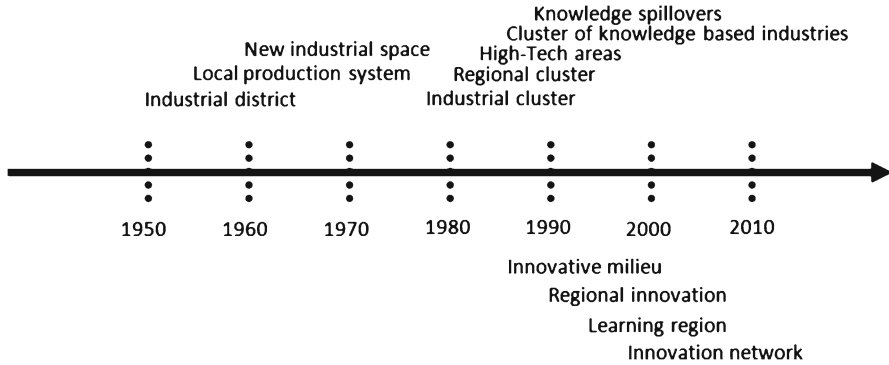 Knowledge spillovers
Cluster of knowledge based industries
New industrial space
High-Tech areas
Local production system
Regional cluster
Industrial district
Industrial cluster
1950 1960 1970 1980 1990 2000 2010
Innovative milieu
Regional innovation
Learning region
Innovation network